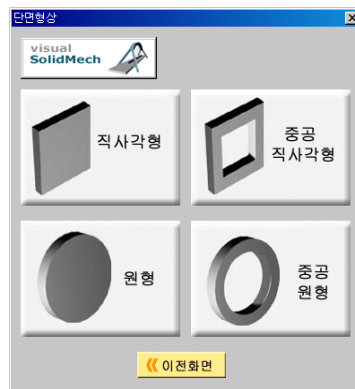 단면형상
visual
SolidMech
직사각형
중공
직사각형
원형
중공
원형
이전화면